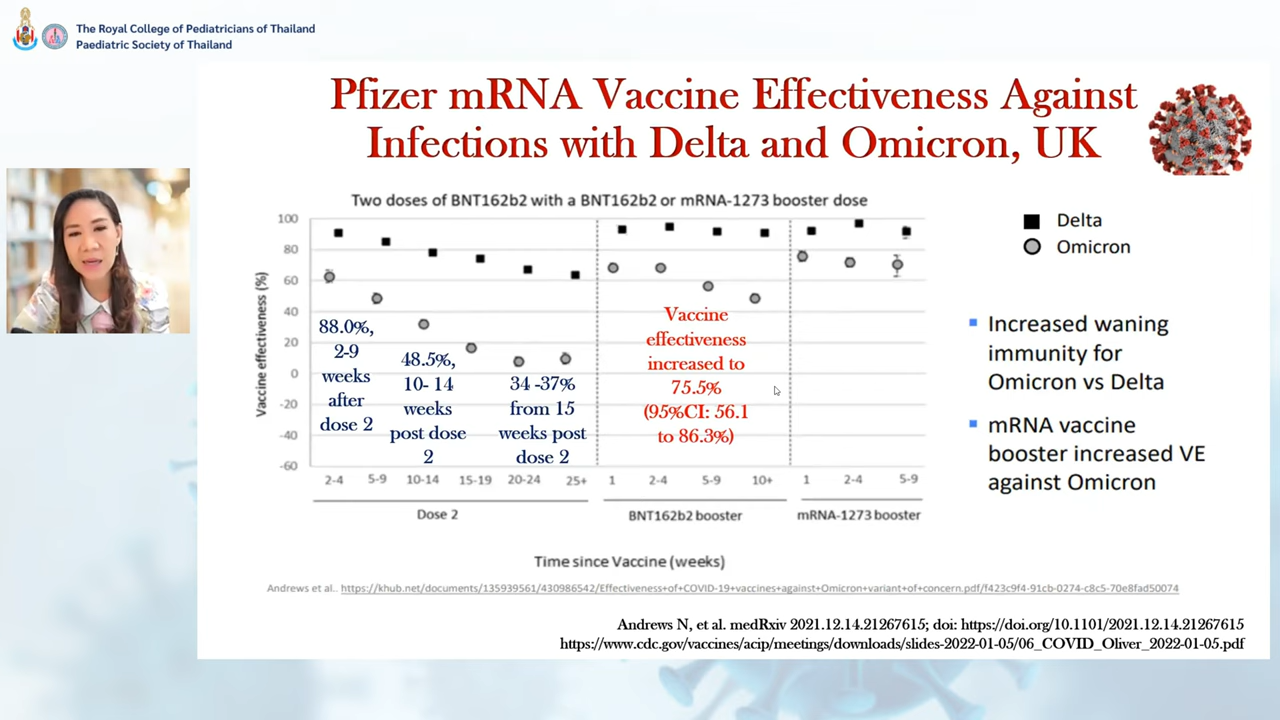 The Royal College of Pediatricians of Thailand
Paediatric Society of Thailand
Pfizer mRNA Vaccine Effectiveness Against
Infections with Delta and Omicron, UK
Two doses of BNT162b2 with a BNT162b2 or mRNA-1273 booster dose
Vaccine effectiveness (%)
100
80
60
40
20
0
-20
-40
-60
88.0%,
2-9
weeks
after
dose 2
48.5%,
10- 14
weeks
post dose
2
34 -37%
from 15
weeks post
dose 2
Vaccine
effectiveness
increased to
75.5%
(95%CI: 56.1
to 86.3%)
2-4 5-9 10-14 15-19 20-24 25+ 1 2-4 5-9 10+ 1 2-4 5-9
Dose 2 BNT162b2 booster mRNA-1273 booster
Time since Vaccine (weeks)
Delta
Omicron
Increased waning
immunity for
Omicron vs Delta
mRNA vaccine
booster increased VE
against Omicron
Andrews et al.. https://khub.net/documents/135939561/430986542/Effectiveness+of+COVID-19+vaccines+against+Omicron+variant+of+concern.pdf/f423c9f4-91cb-0274-c8c5-70e8fad50074
Andrews N, et al. medRxiv 2021.12.14.21267615; doi: https://doi.org/10.1101/2021.12.14.21267615
https://www.cdc.gov/vaccines/acip/meetings/downloads/slides-2022-01-05/06_COVID_Oliver_2022-01-05.pdf